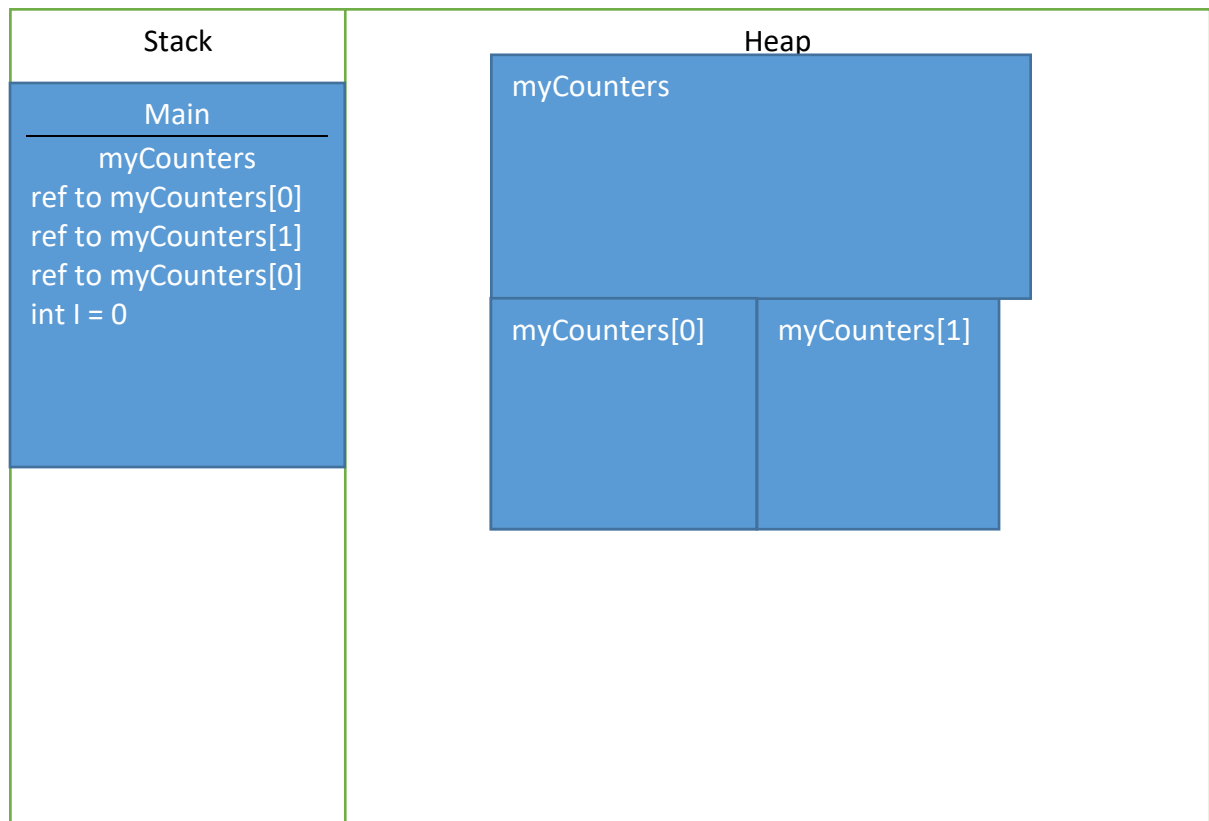 Stack
Heap
Main
myCounters
ref to myCounters[0]
ref to myCounters[1]
ref to myCounters[0]
int I = 0
myCounters
myCounters[0]
myCounters[1]